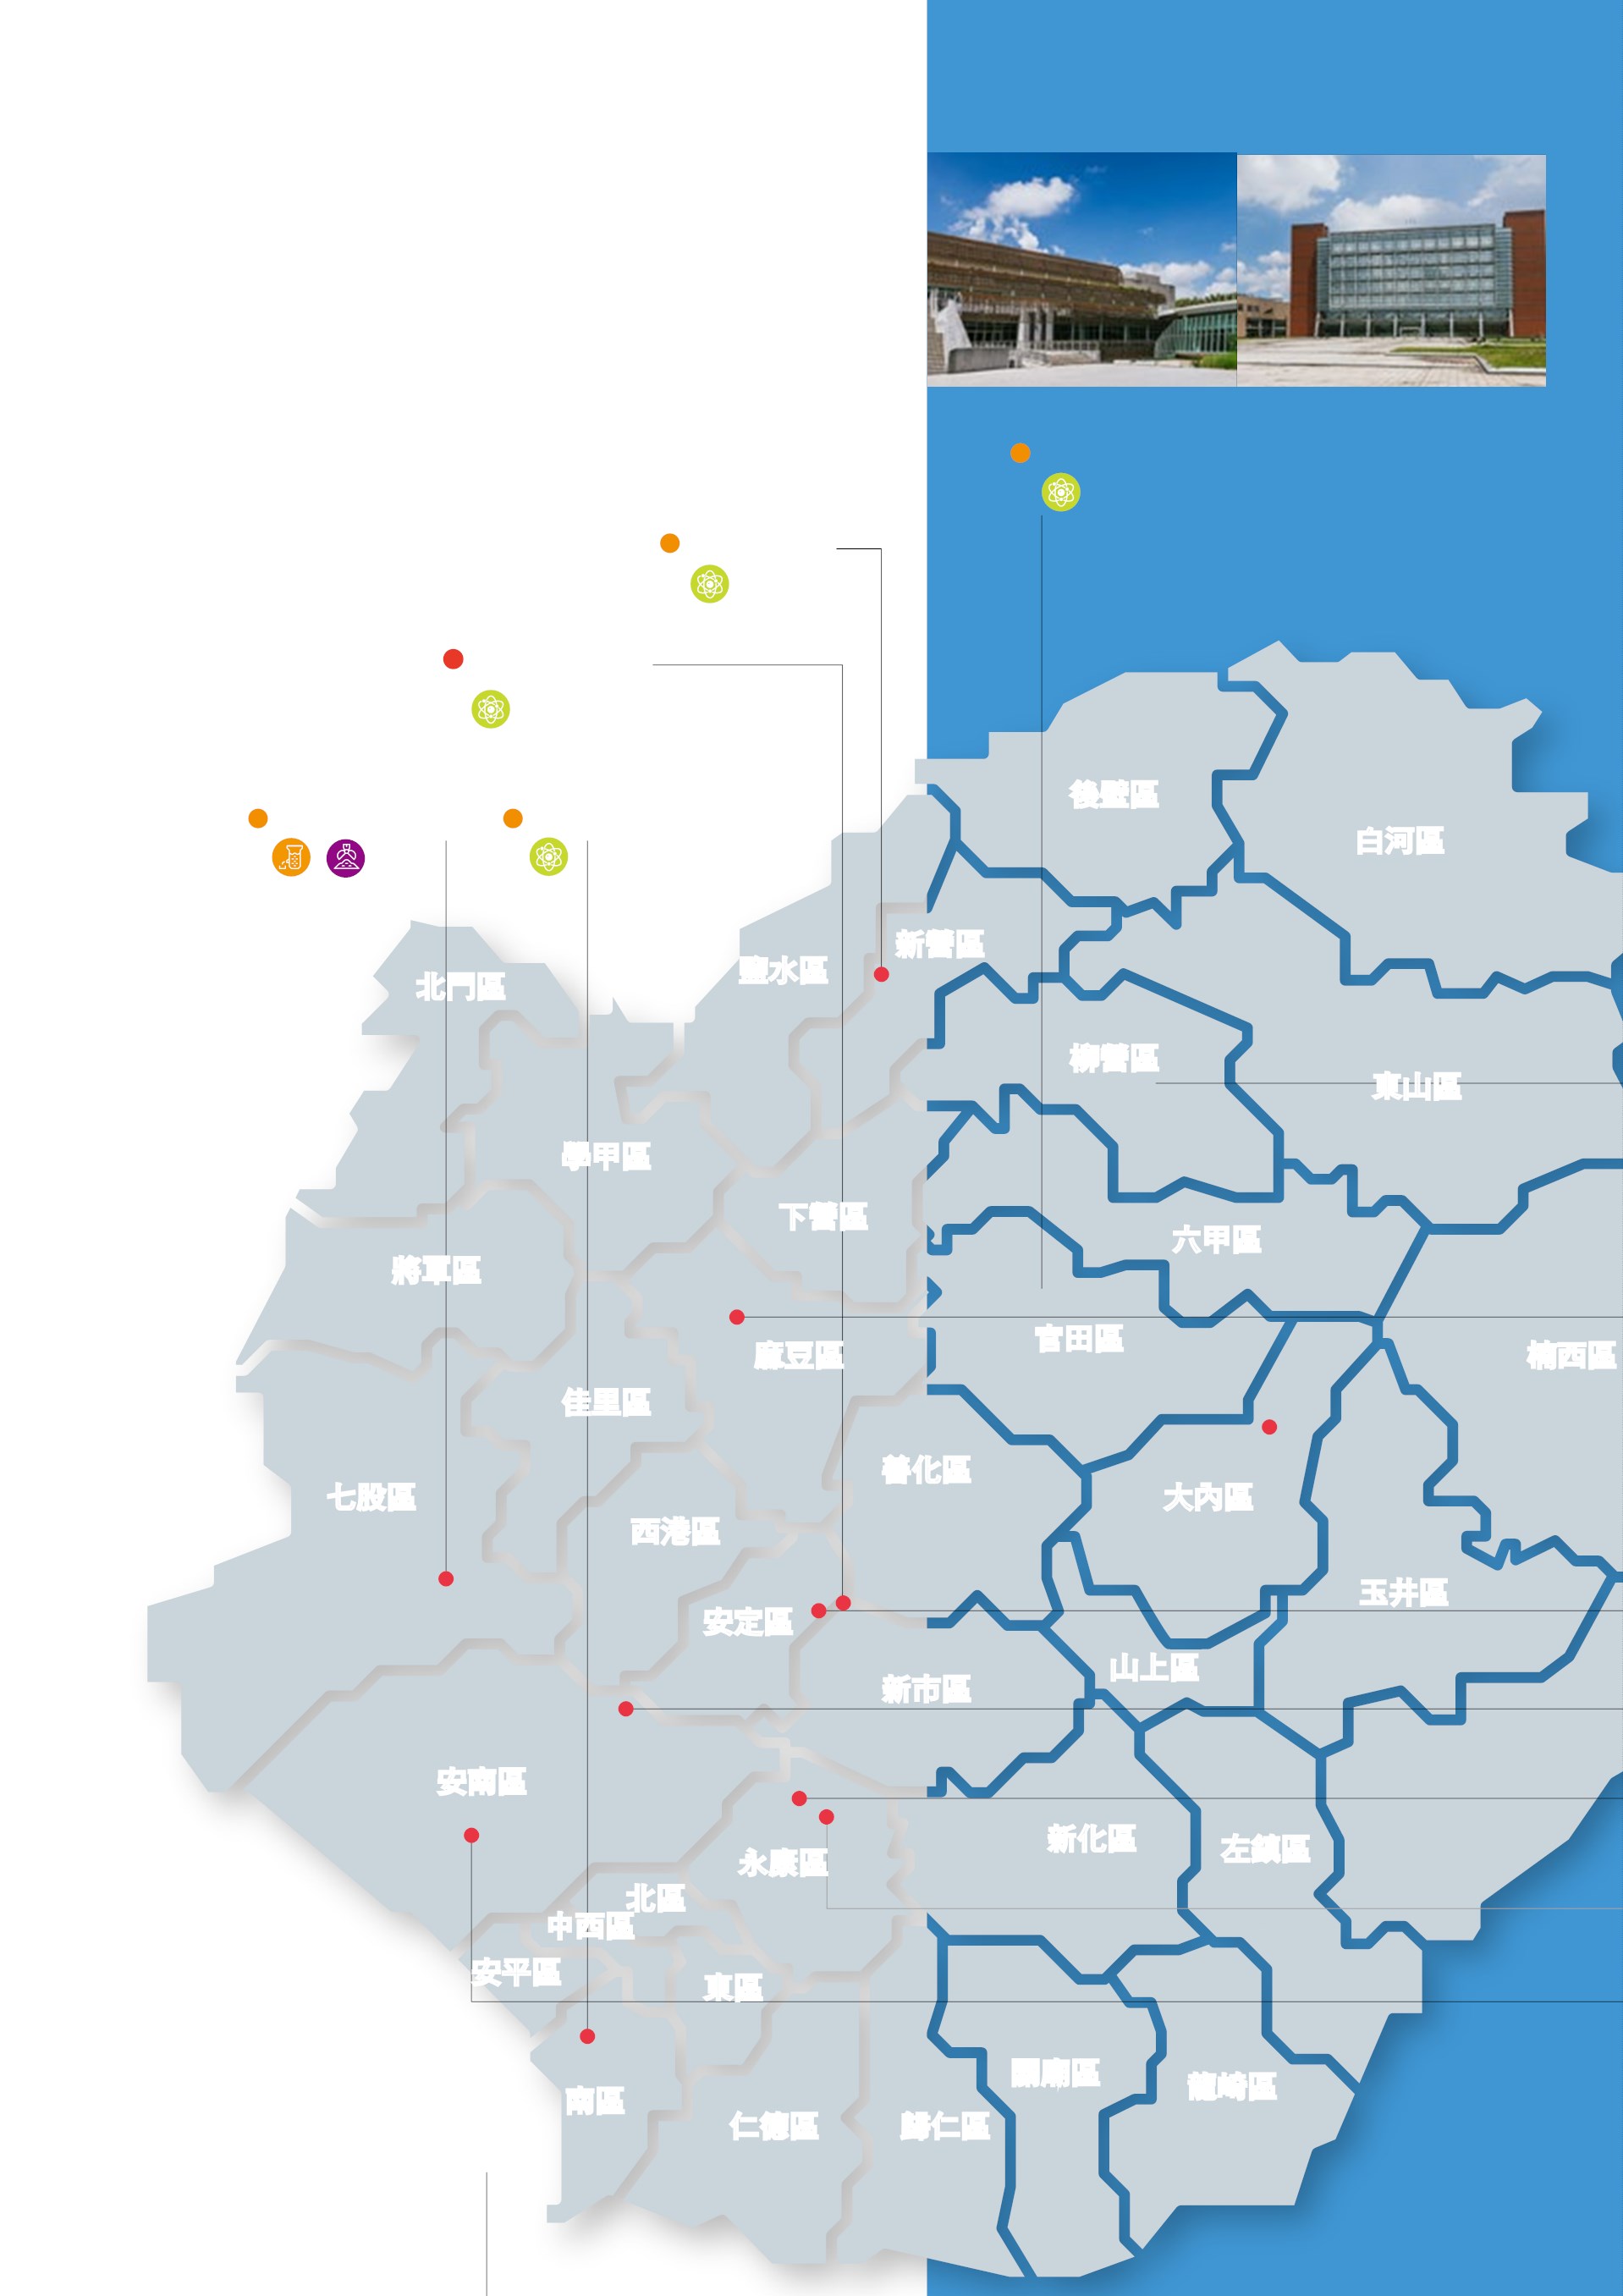 後壁區
白河區
新營區
鹽水區
北門區
柳營區
東山區
學甲區
下營區
六甲區
將軍區
官田區
麻豆區
楠西區
佳里區
善化區
七股區
大內區
西港區
玉井區
安定區
山上區
新市區
安南區
新化區
左鎮區
永康區
北區
中西區
安平區
東區
關廟區
龍崎區
南區
仁德區
歸仁區